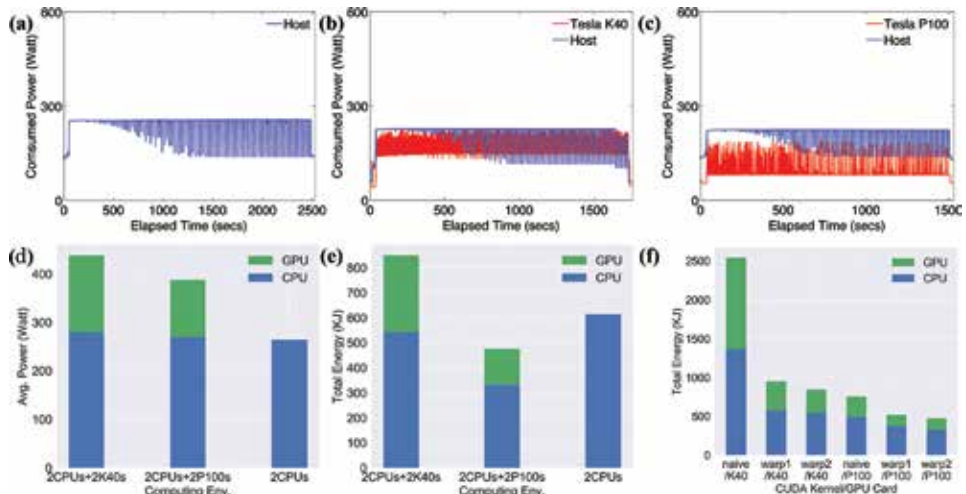 (a)
Host
600
300
0
Comsumed Power (Watt)
0 500 1000 1500 2000 2500
Elapsed Time (secs)
(b)
Tesla K40
Host
600
300
0
Comsumed Power (Watt)
0 500 1000 1500
Elapsed Time (secs)
(c)
Tesla P100
Host
600
300
0
Comsumed Power (Watt)
0 500 1000 1500
Elapsed Time (secs)
(d)
GPU
CPU
400
300
200
100
0
Avg. Power (Watt)
2CPUs+2K40s 2CPUs+2P100s 2CPUs
Computing Env.
(e)
GPU
CPU
800
700
600
500
400
300
200
100
0
Total Energy (KJ)
2CPUs+2K40s 2CPUs+2P100s 2CPUs
Computing Env.
(f)
GPU
CPU
2500
2000
1500
1000
500
0
Total Energy (KJ)
naive warp1 warp2 naive warp1 warp2
/K40 /K40 /K40 /P100 /P100 /P100
CUDA Kernel/GPU Card